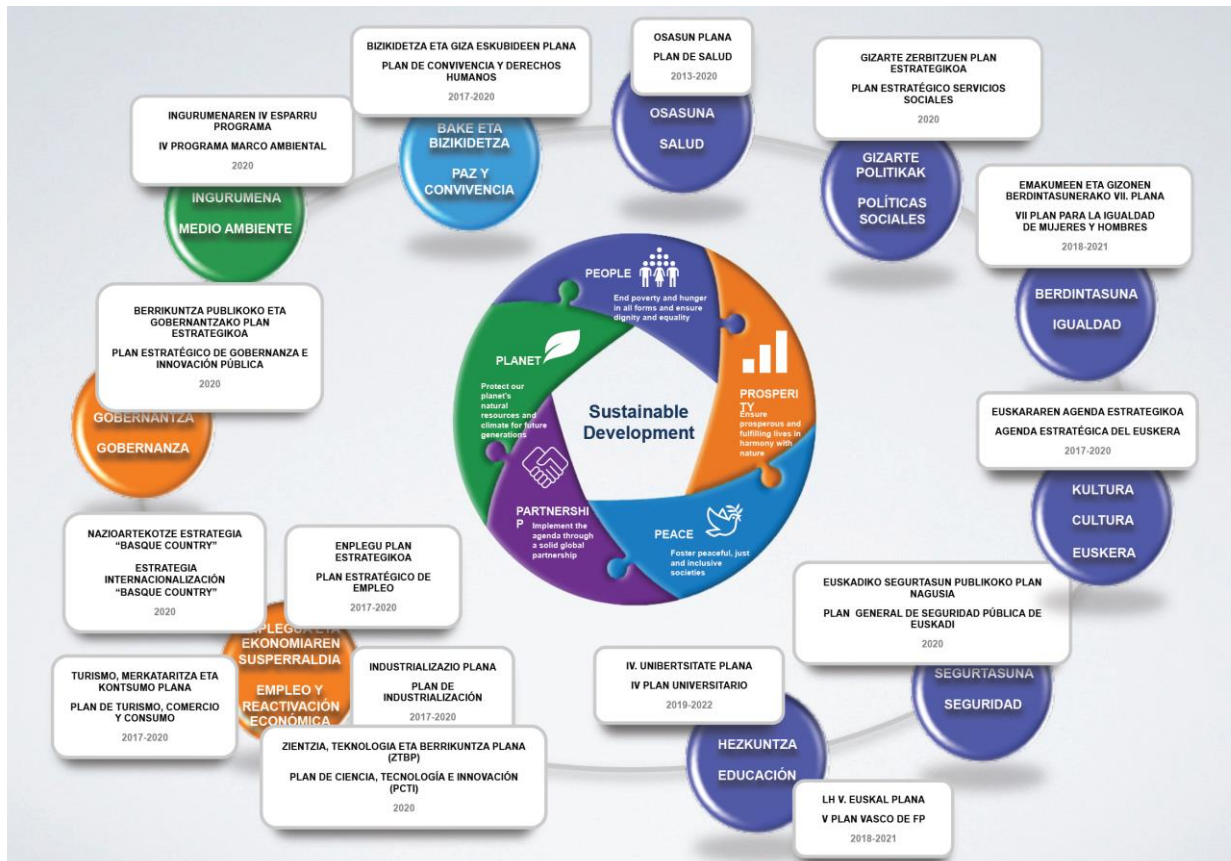 BIZIKIDETZA ETA GIZA ESKUBIDEEN PLANA
PLAN DE CONVIVENCIA Y DERECHOS
HUMANOS
2017-2020
BAKE ETA
BIZIKIDETZA
PAZ Y
CONVIVENCIA
OSASUN PLANA
PLAN DE SALUD
2013-2020
OSASUNA
SALUD
GIZARTE ZERBITZUEN PLAN
ESTRATEGIKOA
PLAN ESTRATÉGICO SERVICIOS
SOCIALES
2020
GIZARTE
POLITIKAK
POLÍTICAS
SOCIALES
INGURUMENAREN IV ESPARRU
PROGRAMA
IV PROGRAMA MARCO AMBIENTAL
2020
INGURUMENA
MEDIO AMBIENTE
EMAKUMEEN ETA GIZONEN
BERDINTASUNERAKO VII. PLANA
VII PLAN PARA LA IGUALDAD
DE MUJERES Y HOMBRES
2018-2021
BERDINTASUNA
IGUALDAD
BERRIKUNTZA PUBLIKOKO ETA
GOBERNANTZAKO PLAN
ESTRATEGIKOA
PLAN ESTRATÉGICO DE GOBERNANZA E
INNOVACIÓN PÚBLICA
2020
GOBERNANTZA
GOBERNANZA
PEOPLE
End poverty and hunger
in all forms and ensure
dignity and equality
PLANET
Protect our
planet's
natural
resources and
climate for future
generations
Sustainable
Development
PROSPERI
TY
Ensure
prosperous and
fulfilling lives in
harmony with
nature
PARTNERSHI
P
Implement the
agenda through
a solid global
partnership
PEACE
Foster peaceful, just
and inclusive
societies
EUSKARAREN AGENDA ESTRATEGIKOA
AGENDA ESTRATÉGICA DEL EUSKERA
2017-2020
KULTURA
CULTURA
EUSKERA
NAZIOARTEKOTZE ESTRATEGIA
“BASQUE COUNTRY”
ESTRATEGIA
INTERNACIONALIZACIÓN
“BASQUE COUNTRY”
2020
ENPLEGU PLAN
ESTRATEGIKOA
PLAN ESTRATÉGICO DE
EMPLEO
2017-2020
ENPLEGUA ETA
EKONOMIAREN
SUSPERRALDIA
EMPLEO Y
REACTIVACIÓN
ECONÓMICA
TURISMO, MERKATARITZA ETA
KONTSUMO PLANA
PLAN DE TURISMO, COMERCIO
Y CONSUMO
2017-2020
INDUSTRIALIZAZIO PLANA
PLAN DE
INDUSTRIALIZACIÓN
2017-2020
ZIENTZIA, TEKNOLOGIA ETA BERRIKUNTZA PLANA
(ZTBP)
PLAN DE CIENCIA, TECNOLOGÍA E INNOVACIÓN
(PCTI)
2020
EUSKADIKO SEGURTASUN PUBLIKOKO PLAN
NAGUSIA
PLAN GENERAL DE SEGURIDAD PÚBLICA DE
EUSKADI
2020
SEGURTASUNA
SEGURIDAD
IV. UNIBERTSITATE PLANA
IV PLAN UNIVERSITARIO
2019-2022
HEZKUNTZA
EDUCACIÓN
LH V. EUSKAL PLANA
V PLAN VASCO DE FP
2018-2021